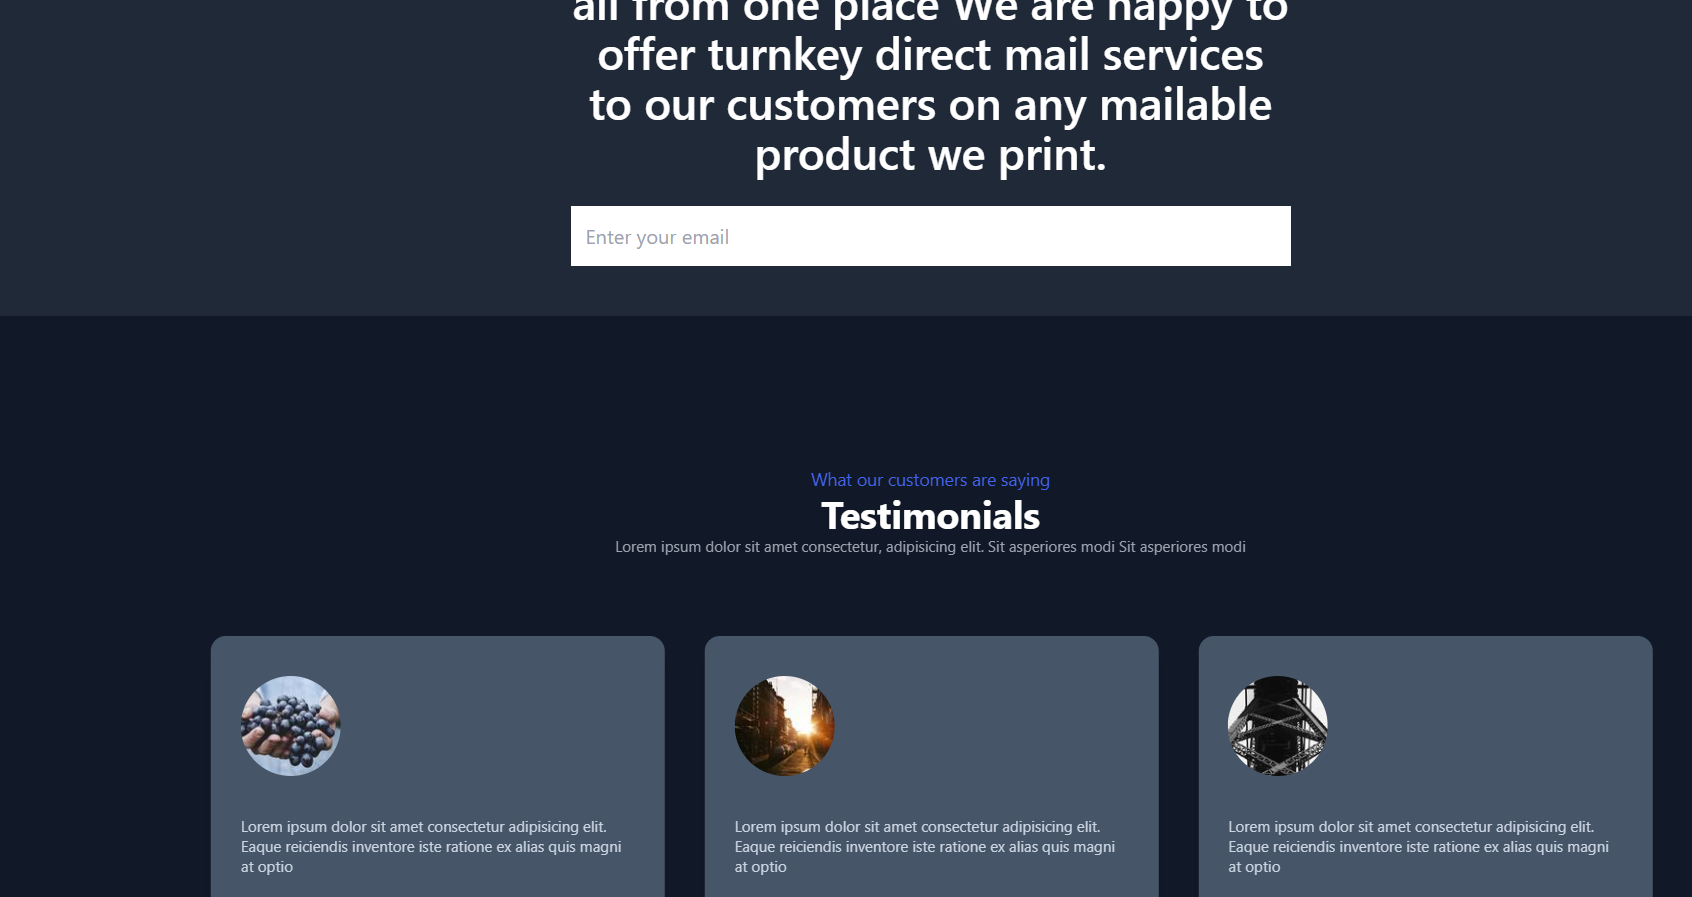 all from one place We are happy to
offer turnkey direct mail services
to our customers on any mailable
product we print.
Enter your email
What our customers are saying
Testimonials
Lorem ipsum dolor sit amet consectetur, adipisicing elit. Sit asperiores modi Sit asperiores modi
Lorem ipsum dolor sit amet consectetur adipisicing elit.
Eaque reiciendis inventore iste ratione ex alias quis magni
at optio
Lorem ipsum dolor sit amet consectetur adipisicing elit.
Eaque reiciendis inventore iste ratione ex alias quis magni
at optio
Lorem ipsum dolor sit amet consectetur adipisicing elit.
Eaque reiciendis inventore iste ratione ex alias quis magni
at optio